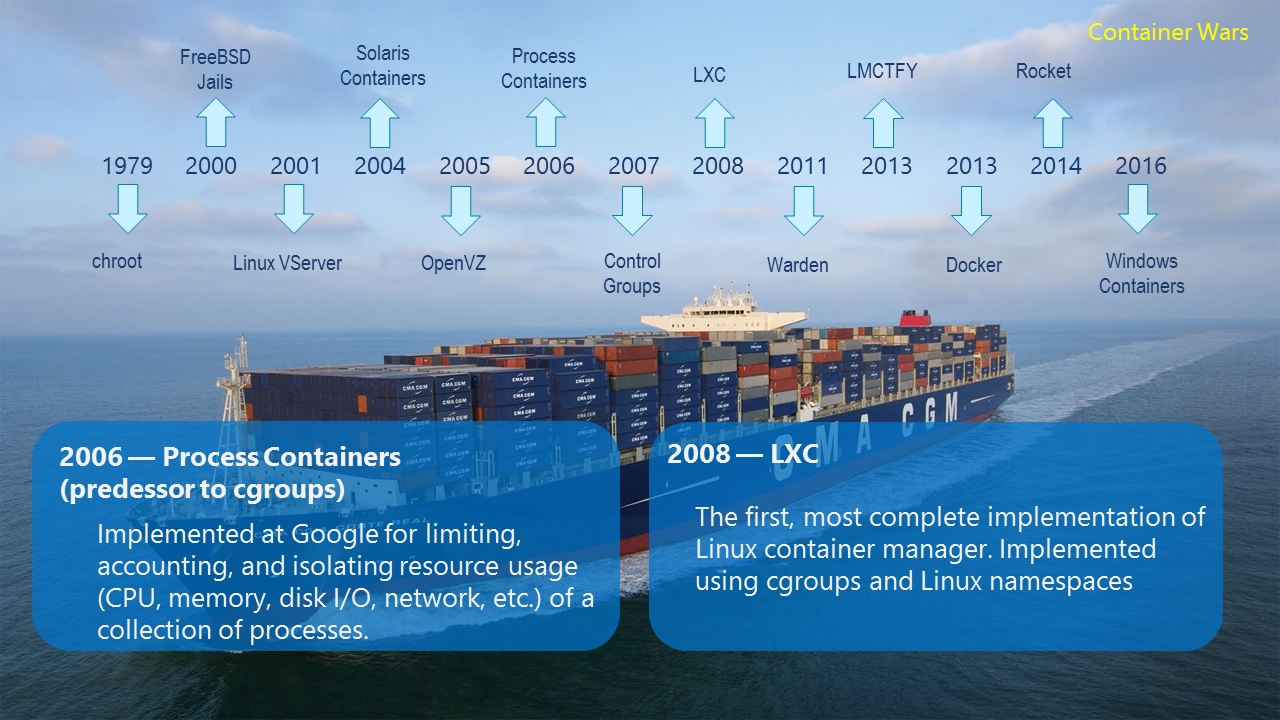 Container Wars
FreeBSD
Jails
Solaris
Containers
Process
Containers
LXC
LMCTFY
Rocket
1979 2000 2001 2004 2005 2006 2007 2008 2011 2013 2013 2014 2016
chroot
Linux VServer
OpenVZ
Control
Groups
Warden
Docker
Windows
Containers
CMA CGM
2006 — Process Containers
(predessor to cgroups)
Implemented at Google for limiting,
accounting, and isolating resource usage
(CPU, memory, disk I/O, network, etc.) of a
collection of processes.
2008 — LXC
The first, most complete implementation of
Linux container manager. Implemented
using cgroups and Linux namespaces